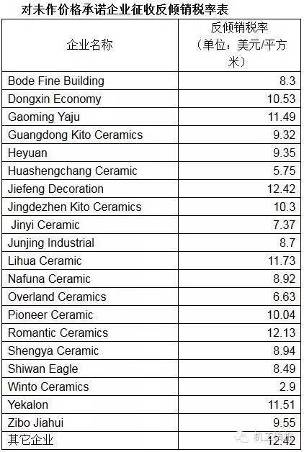 对未作价格承诺企业征收反倾销税率表
企业名称 反倾销税率
(单位：美元/平方
米)
Bode Fine Building 8.3
Dongxin Economy 10.53
Gaoming Yaju 11.49
Guangdong Kito Ceramics 9.32
Heyuan 9.35
Huashengchang Ceramic 5.75
Jiefeng Decoration 12.42
Jingdezhen Kito Ceramics 10.3
Jinyi Ceramic 7.37
Junjing Industrial 8.7
Lihua Ceramic 11.73
Nafuna Ceramic 8.92
Overland Ceramics 6.63
Pioneer Ceramic 10.04
Romantic Ceramics 12.13
Shengya Ceramic 8.94
Shiwan Eagle 8.49
Winto Ceramics 2.9
Yekalon 11.51
Zibo Jiahui 9.55
其它企业 12.42